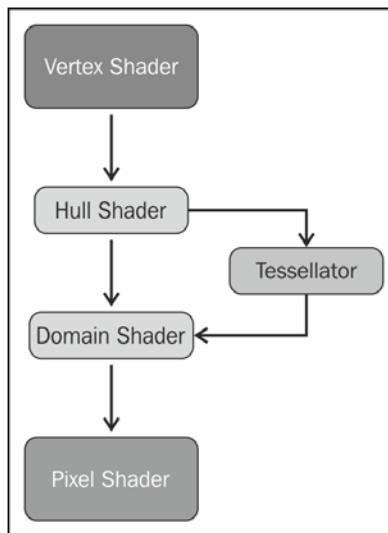 Vertex Shader
Hull Shader
Tessellator
Domain Shader
Pixel Shader